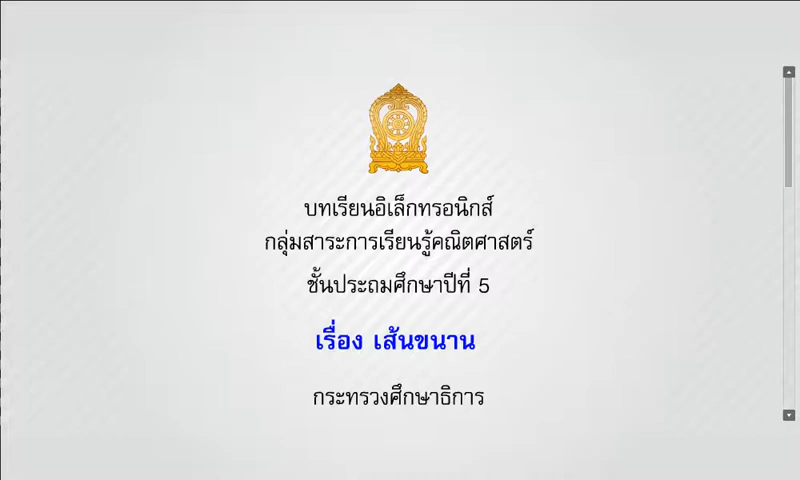 บทเรียนอิเล็กทรอนิกส์
กลุ่มสาระการเรียนรู้คณิตศาสตร์
ชั้นประถมศึกษาปีที่ 5
เรื่อง เส้นขนาน
กระทรวงศึกษาธิการ